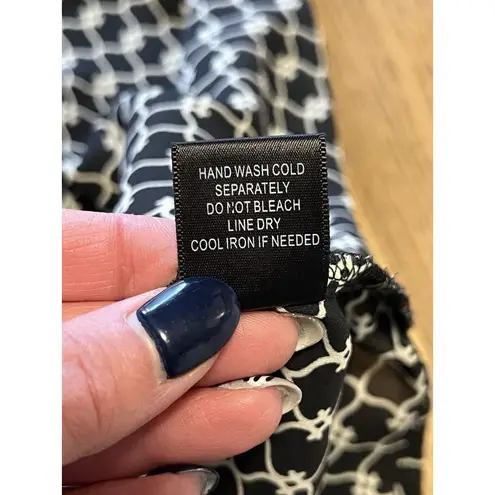 HAND WASH COLD
SEPARATELY
DO NOT BLEACH
LINE DRY
COOL IRON IF NEEDED